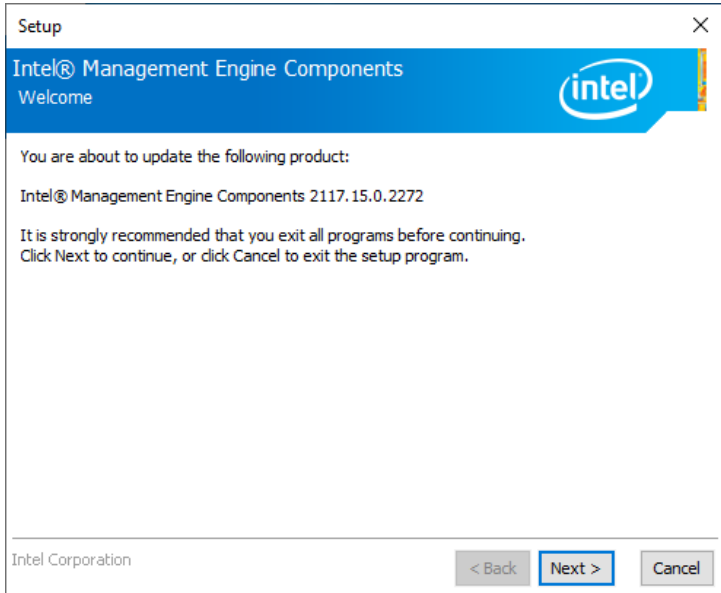 Setup
Intel® Management Engine Components
Welcome
intel
You are about to update the following product:
Intel® Management Engine Components 2117.15.0.2272
It is strongly recommended that you exit all programs before continuing.
Click Next to continue, or click Cancel to exit the setup program.
Intel Corporation
< Back Next > Cancel